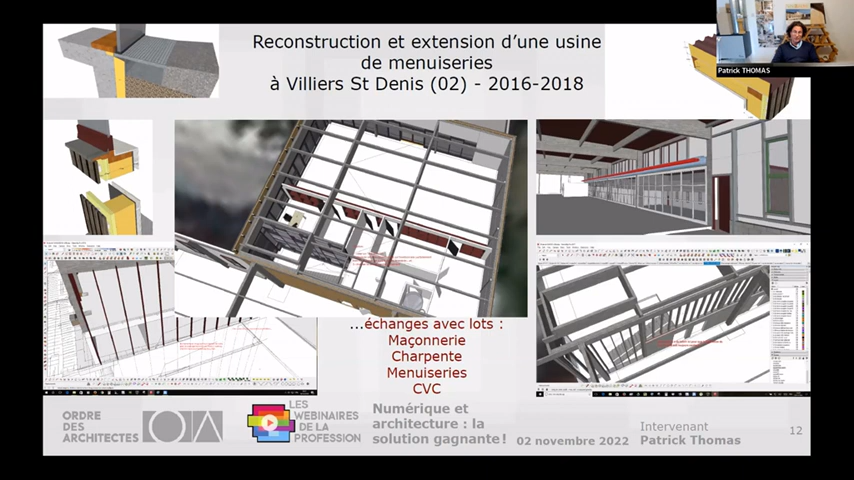 Reconstruction et extension d'une usine
de menuiseries
à Villiers St Denis (02) - 2016-2018
Patrick THOMAS
...échanges avec lots :
Maçonnerie
Charpente
Menuiseries
CVC
ORDRE
DES
ARCHITECTES
LES
WEBINAIRES
DE LA
PROFESSION
Numérique et
architecture : la
solution gagnante !
02 novembre 2022
Intervenant
Patrick Thomas
12